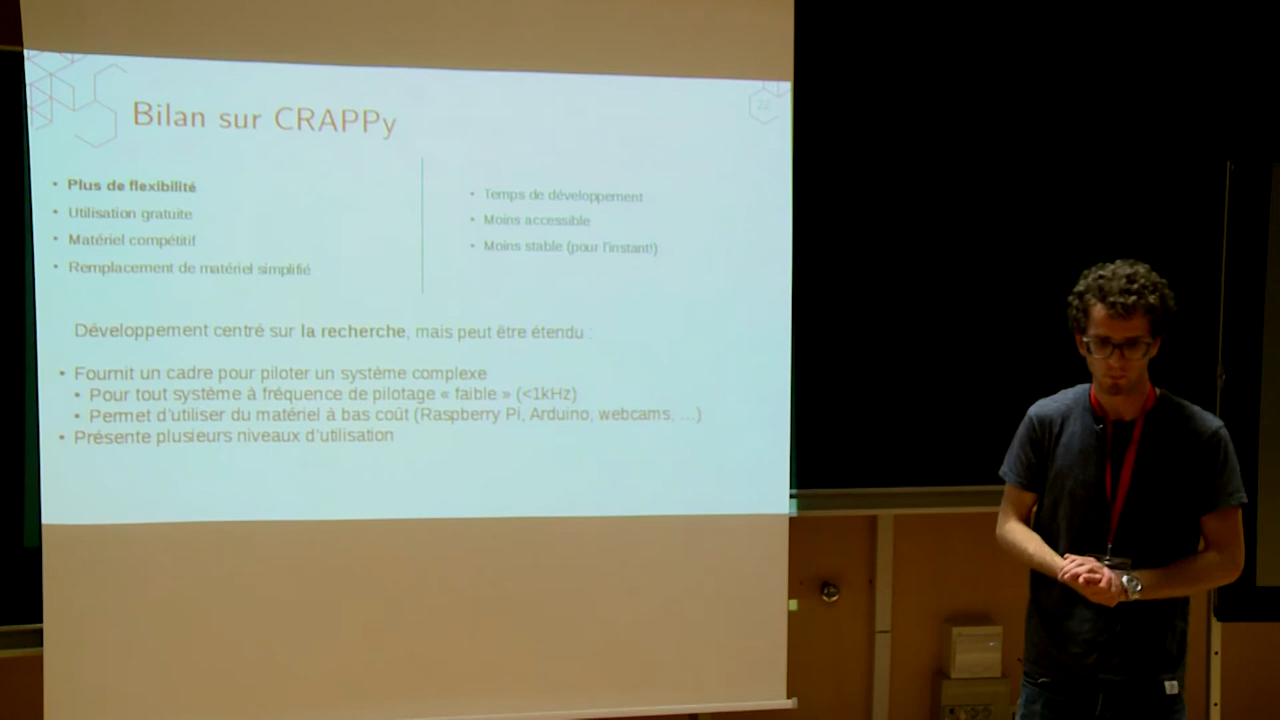 Bilan sur CRAPPy
22
• Plus de flexibilité
• Utilisation gratuite
• Matériel compétitif
• Remplacement de matériel simplifié
• Temps de développement
• Moins accessible
• Moins stable (pour l'instant!)
Développement centré sur la recherche, mais peut être étendu :
• Fournit un cadre pour piloter un système complexe
• Pour tout système à fréquence de pilotage « faible » (<1kHz)
• Permet d'utiliser du matériel à bas coût (Raspberry Pi, Arduino, webcams, …)
• Présente plusieurs niveaux d'utilisation